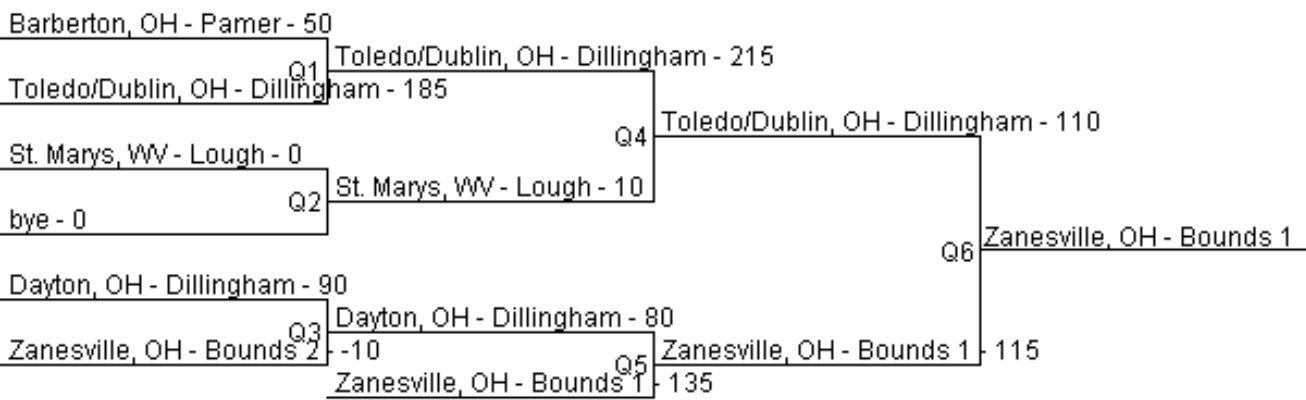 Barberton, OH - Pamer - 50
Q1
Toledo/Dublin, OH - Dillingham - 215
Toledo/Dublin, OH - Dillingham - 185
Q4
Toledo/Dublin, OH - Dillingham - 110
St. Marys, WV - Lough - 0
Q2
St. Marys, WV - Lough - 10
bye - 0
Q6
Zanesville, OH - Bounds 1
Dayton, OH - Dillingham - 90
Q3
Dayton, OH - Dillingham - 80
Zanesville, OH - Bounds 2 - -10
Q5
Zanesville, OH - Bounds 1 - 115
Zanesville, OH - Bounds 1 - 135